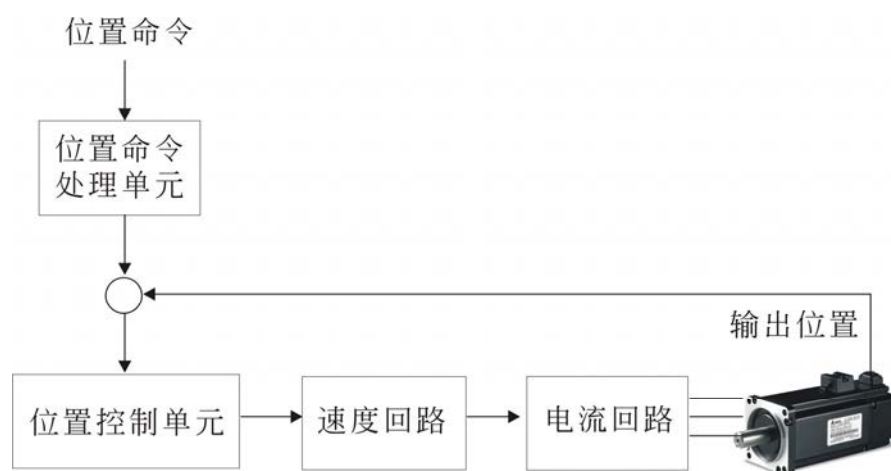 位置命令
位置命令
处理单元
输出位置
位置控制单元
速度回路
电流回路